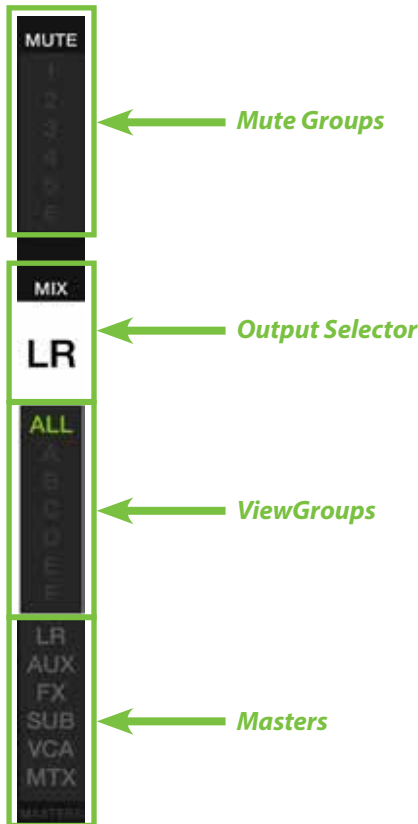 MUTE
1
2
3
4
5
6
Mute Groups
MIX
LR
Output Selector
ALL
A
B
C
D
E
F
ViewGroups
LR
AUX
FX
SUB
VCA
MTX
MASTERS
Masters